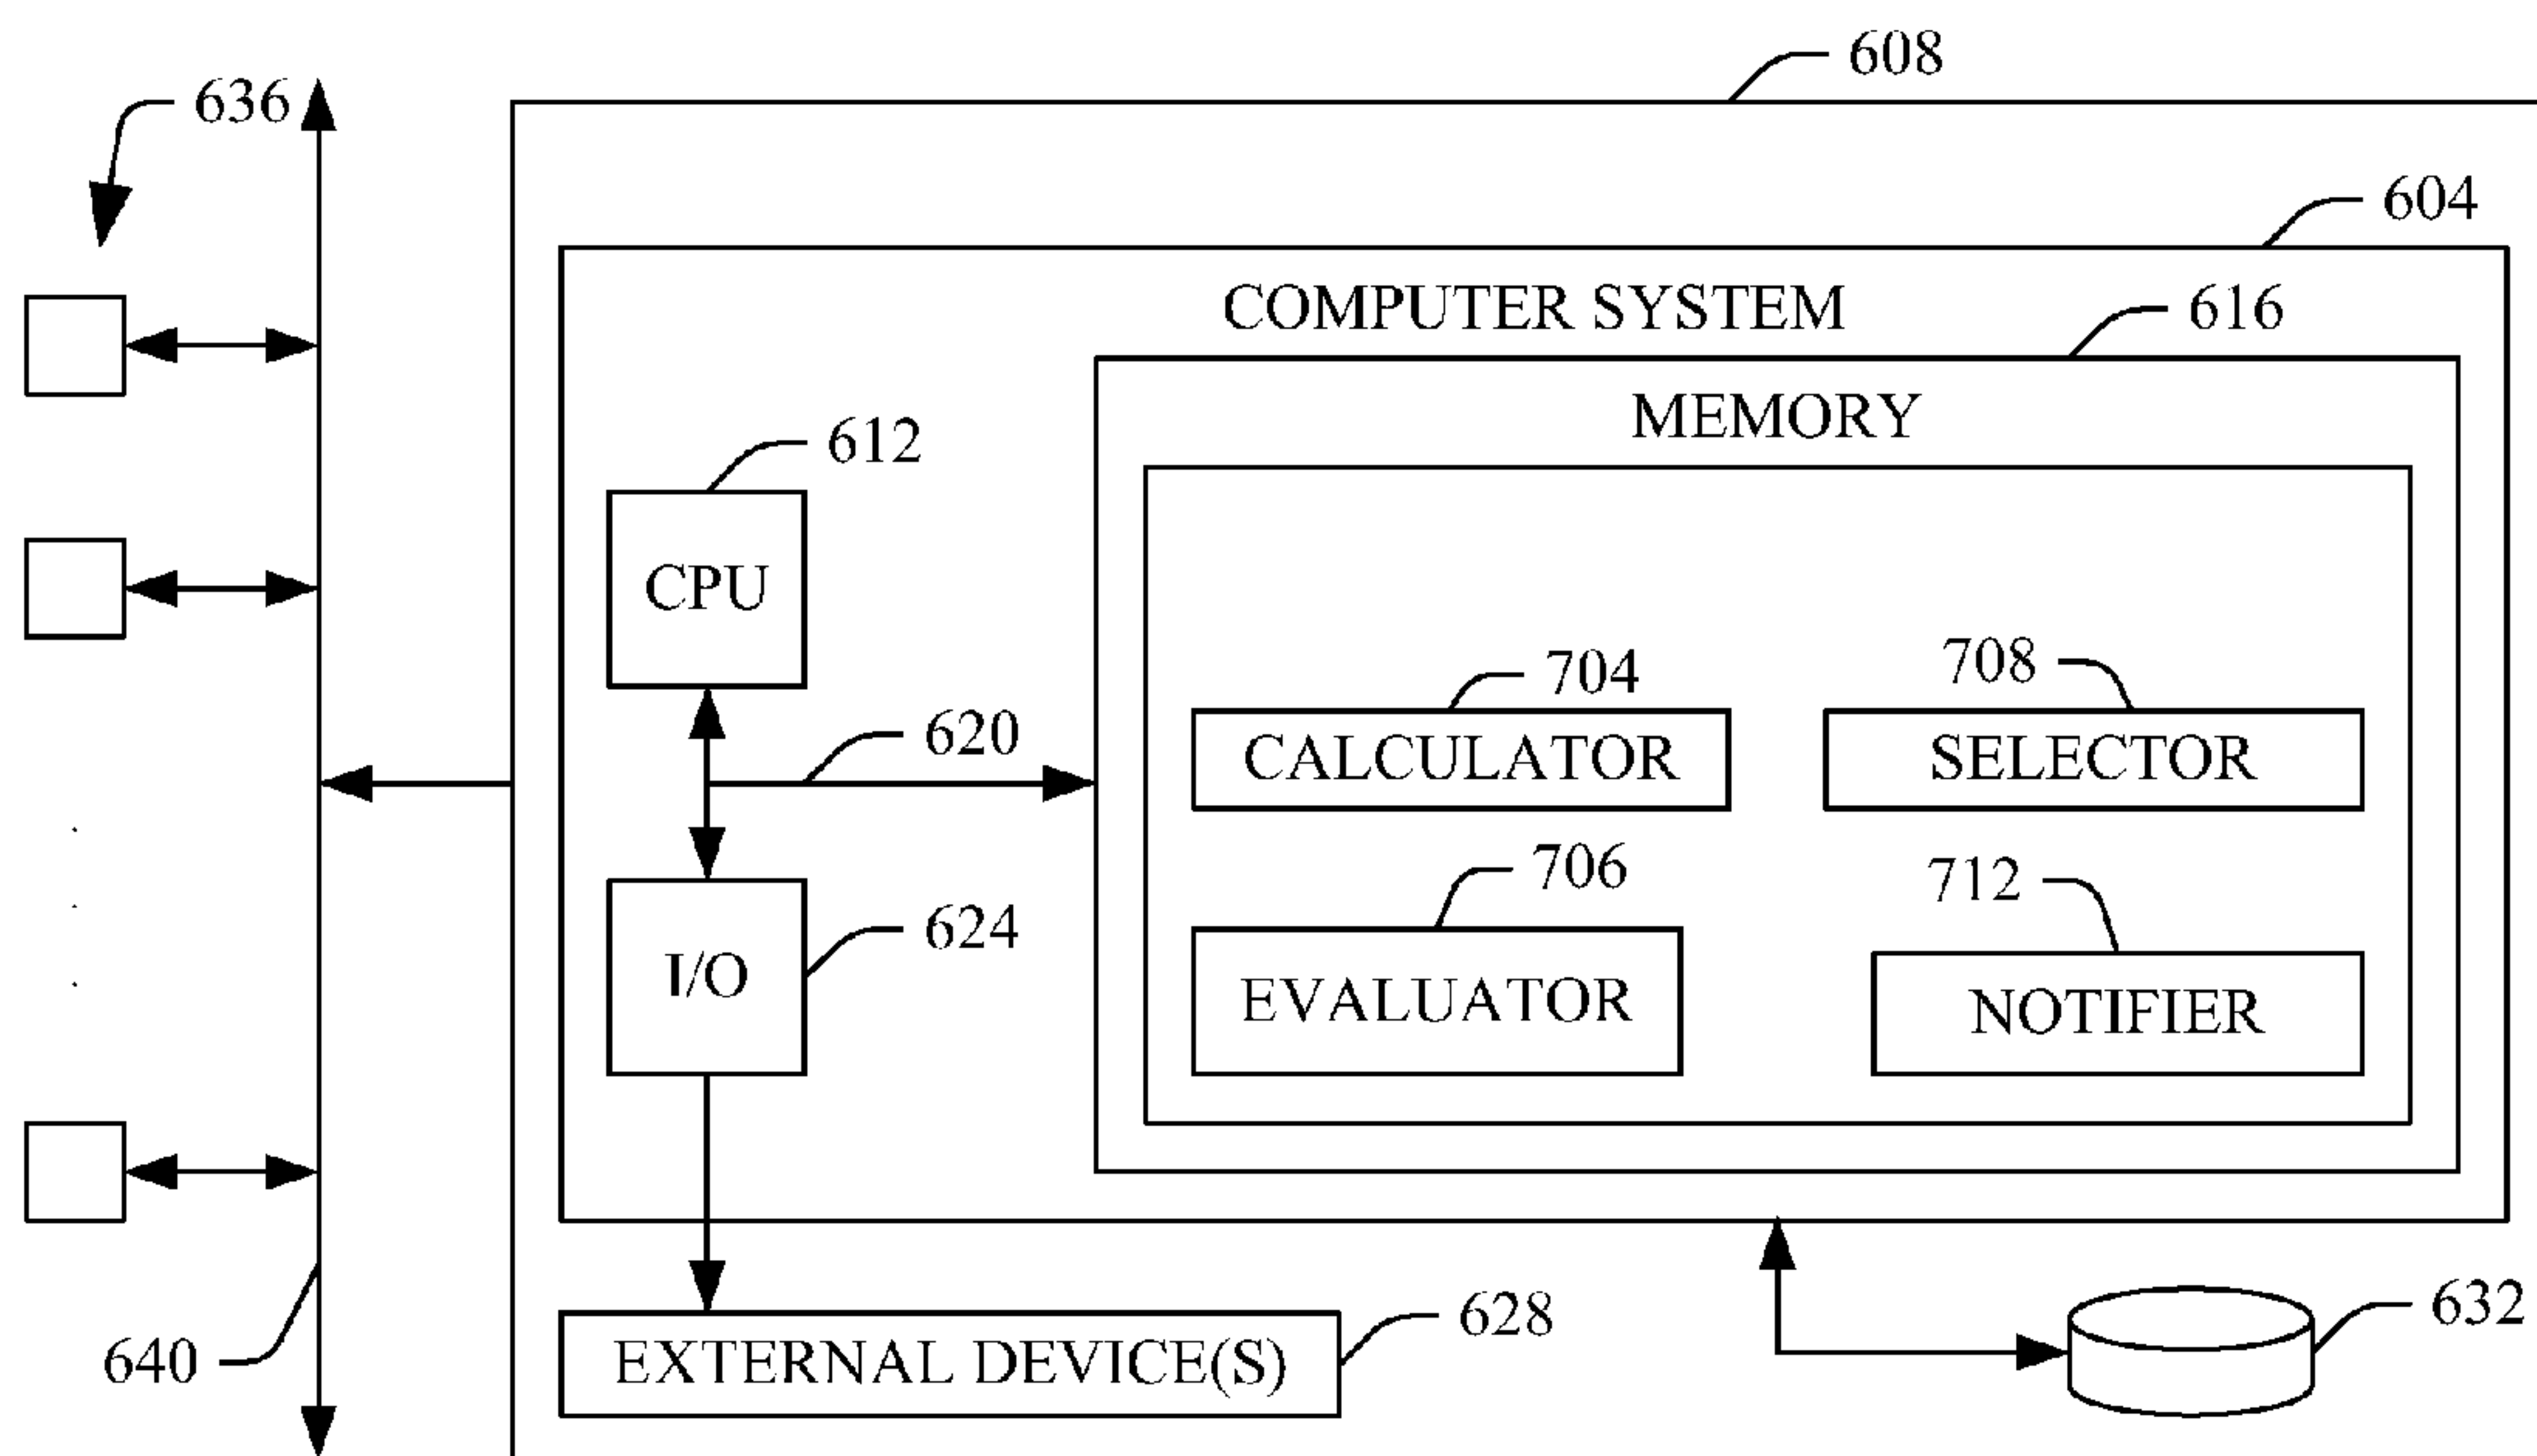 608
636
604
COMPUTER SYSTEM
616
MEMORY
612
CPU
704
708
620
CALCULATOR
SELECTOR
706
712
624
I/O
EVALUATOR
NOTIFIER
628
632
640
EXTERNAL DEVICE(S)